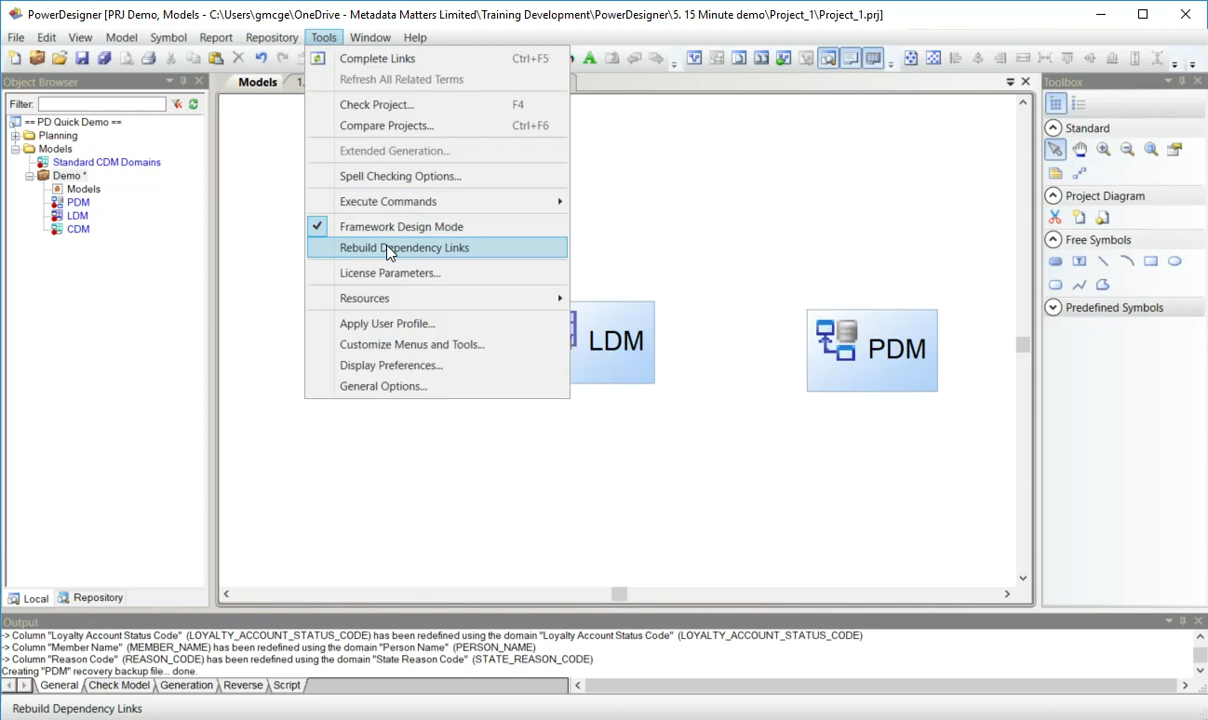 PowerDesigner [PRJ Demo, Models - C:\Users\gmcge\OneDrive - Metadata Matters Limited\Training Development\PowerDesigner\5. 15 Minute demo\Project_1\Project_1.prj]
File Edit View Model Symbol Report Repository Tools Window Help
Object Browser
Filter:
== PD Quick Demo ==
Planning
Models
Standard CDM Domains
Demo *
Models
PDM
LDM
CDM
Local Repository
Models 1.
Complete Links Ctrl+F5
Refresh All Related Terms
Check Project... F4
Compare Projects... Ctrl+F6
Extended Generation...
Spell Checking Options...
Execute Commands
Framework Design Mode
Rebuild Dependency Links
License Parameters...
Resources
Apply User Profile...
Customize Menus and Tools...
Display Preferences...
General Options...
LDM
PDM
Toolbox
Standard
Project Diagram
Free Symbols
Predefined Symbols
Output
-> Column "Loyalty Account Status Code" (LOYALTY_ACCOUNT_STATUS_CODE) has been redefined using the domain "Loyalty Account Status Code" (LOYALTY_ACCOUNT_STATUS_CODE)
-> Column "Member Name" (MEMBER_NAME) has been redefined using the domain "Person Name" (PERSON_NAME)
-> Column "Reason Code" (REASON_CODE) has been redefined using the domain "State Reason Code" (STATE_REASON_CODE)
Creating "PDM" recovery backup file... done.
General Check Model Generation Reverse Script
Rebuild Dependency Links